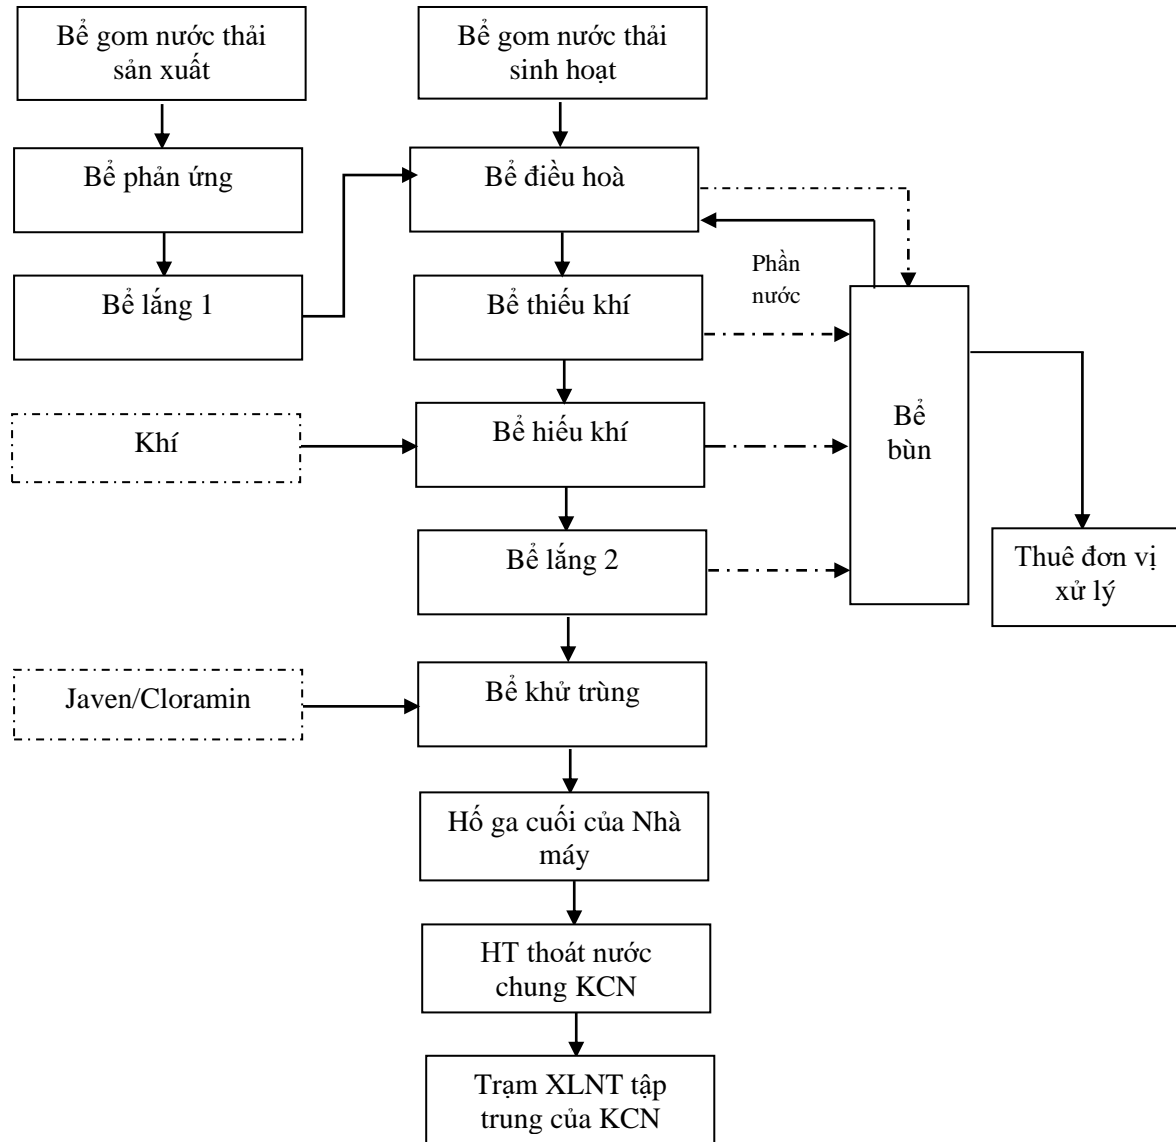 Bể gom nước thải
sản xuất
Bể gom nước thải
sinh hoạt
Bể phản ứng
Bể điều hoà
Phần
nước
Bể lắng 1
Bể thiếu khí
Bể
bùn
Khí
Bể hiếu khí
Bể lắng 2
Thuê đơn vị
xử lý
Javen/Cloramin
Bể khử trùng
Hố ga cuối của Nhà
máy
HT thoát nước
chung KCN
Trạm XLNT tập
trung của KCN